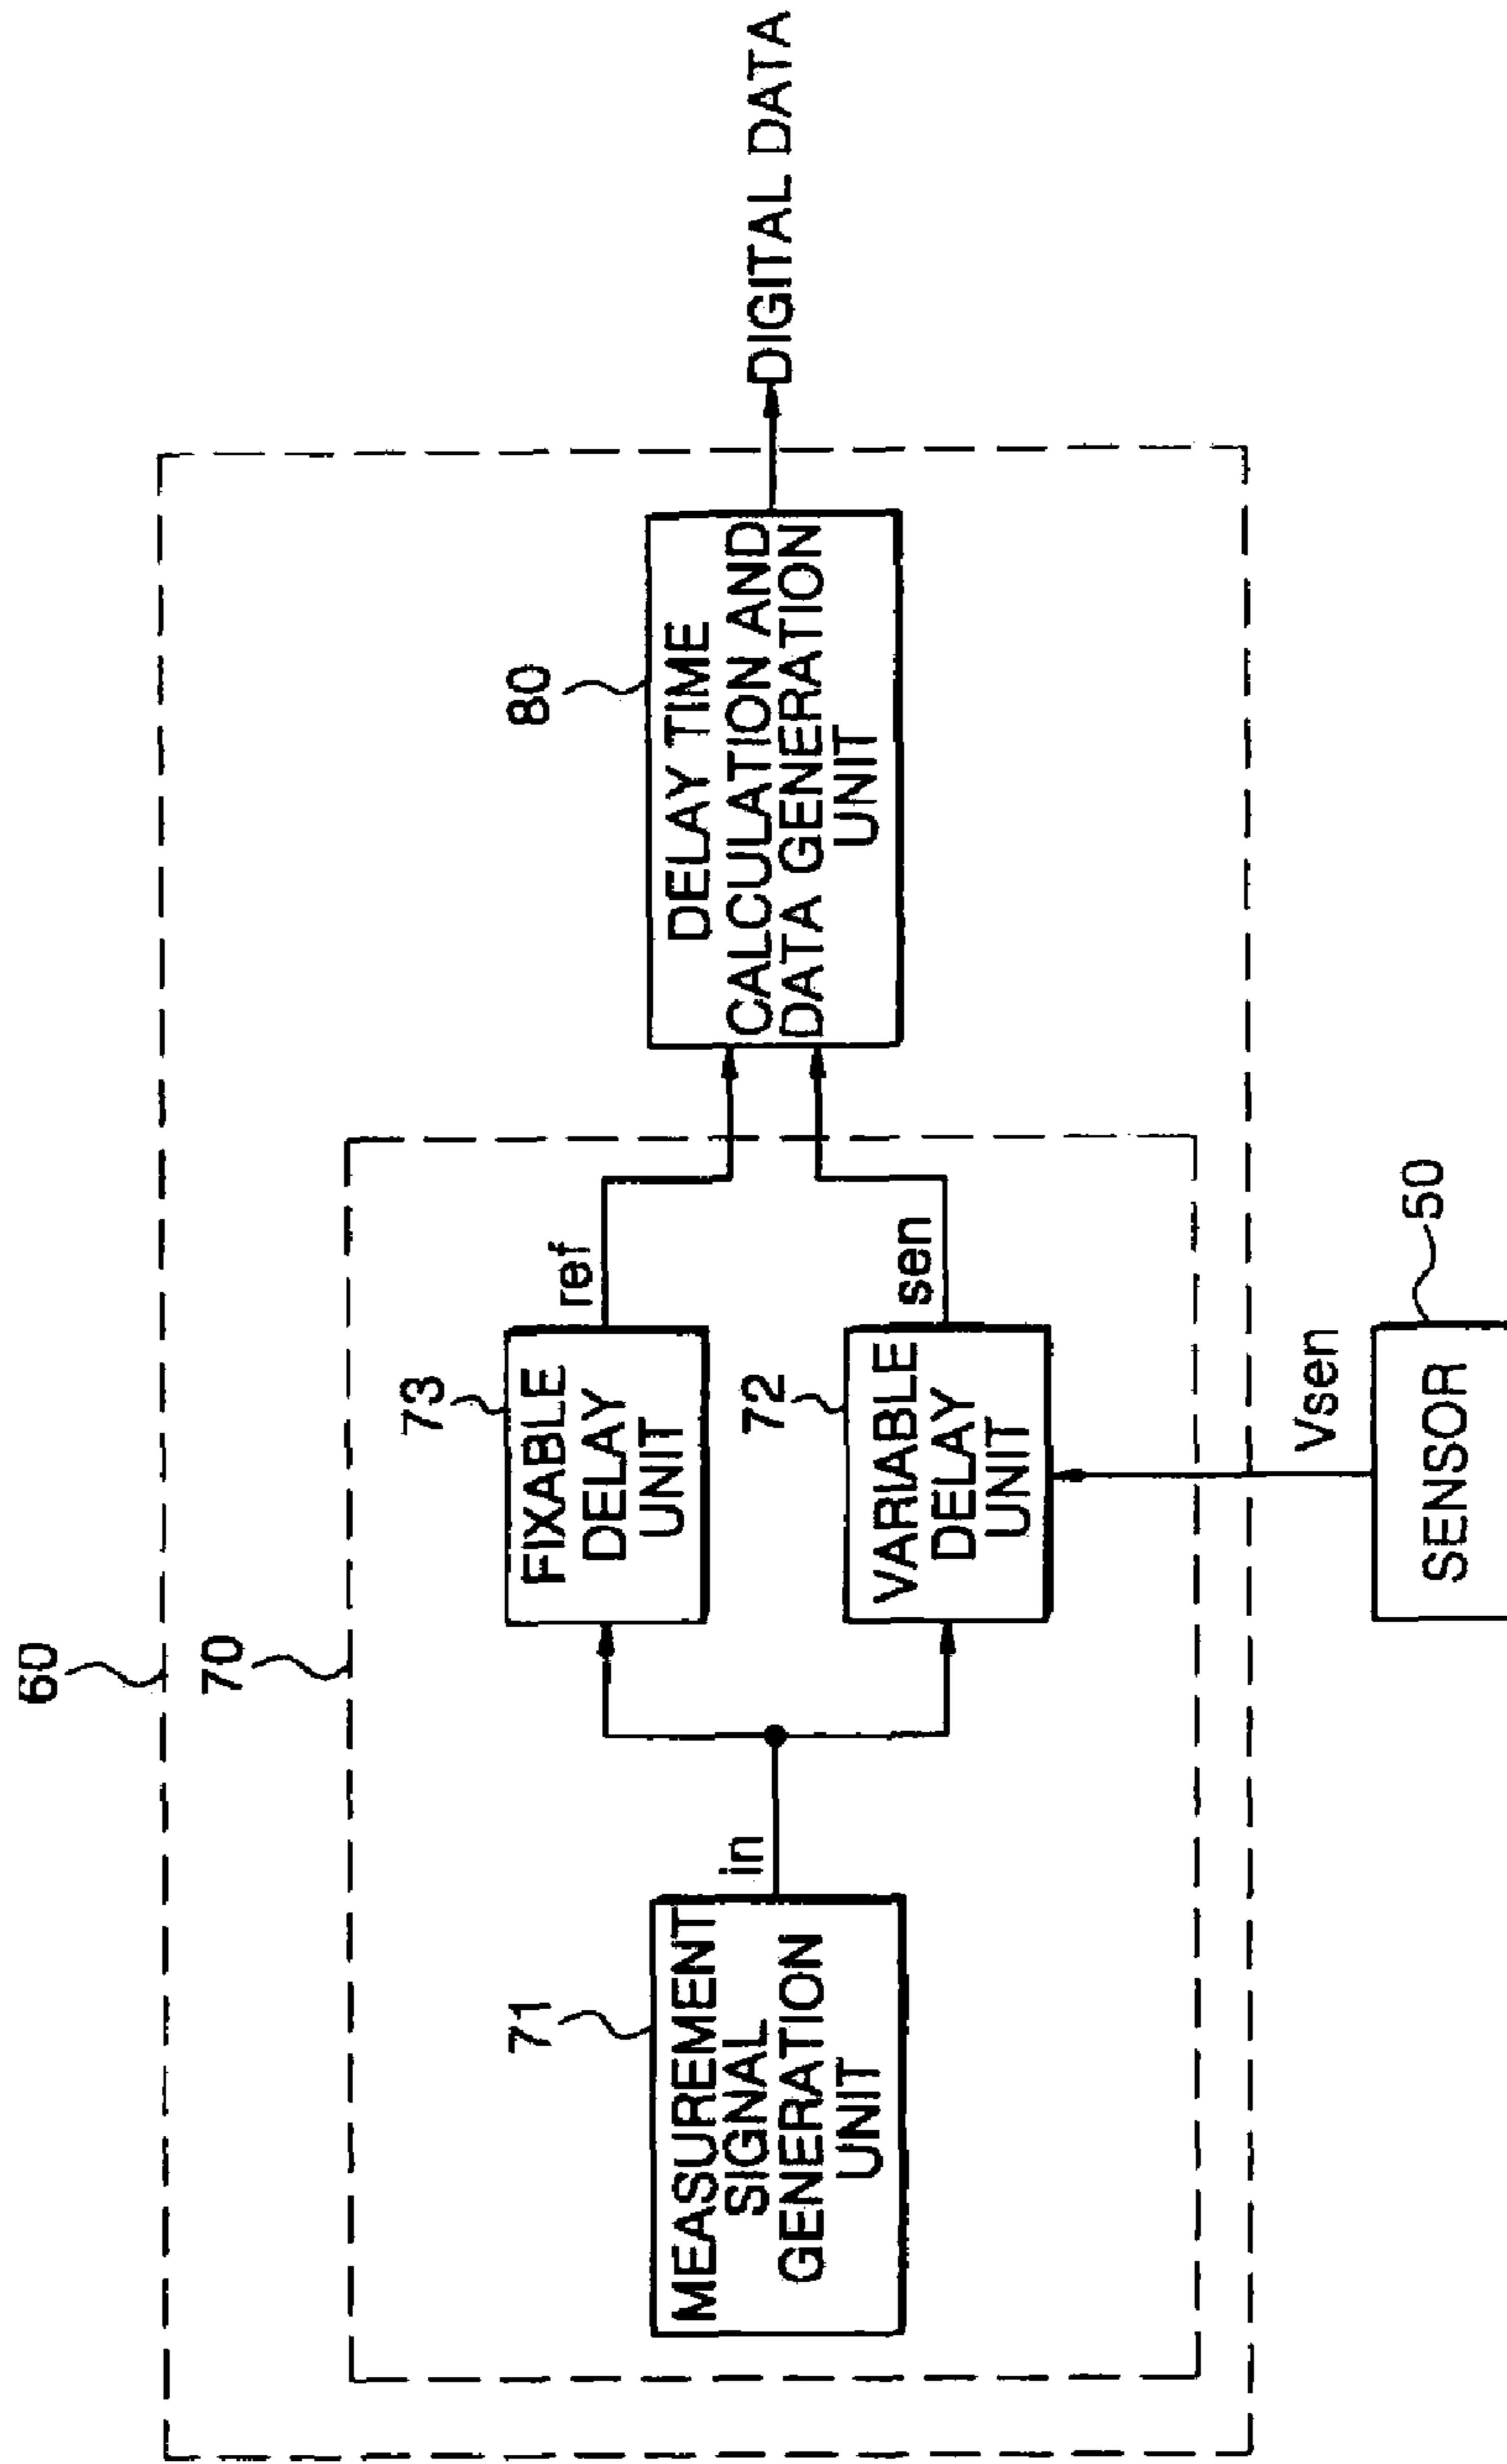 60
70
73
FIXABLE
DELAY
UNIT
ref
71
MEASUREMENT
SIGNAL
GENERATION
UNIT
in
80
DELAY TIME
CALCULATION AND
DATA GENERATION
UNIT
DIGITAL DATA
72
VARIABLE
DELAY
UNIT
sen
Vsen
50
SENSOR